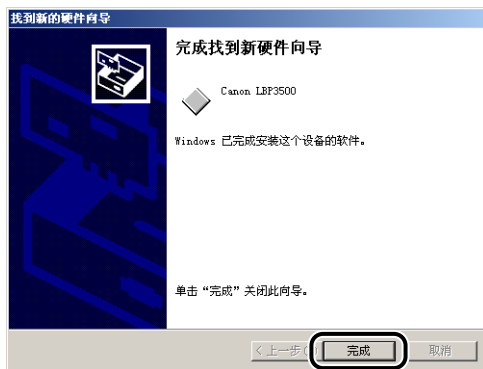 找到新的硬件向导
完成找到新硬件向导
Canon LBP3500
Windows 已完成安装这个设备的软件。
单击“完成”关闭此向导。
< 上一步( 完成 取消